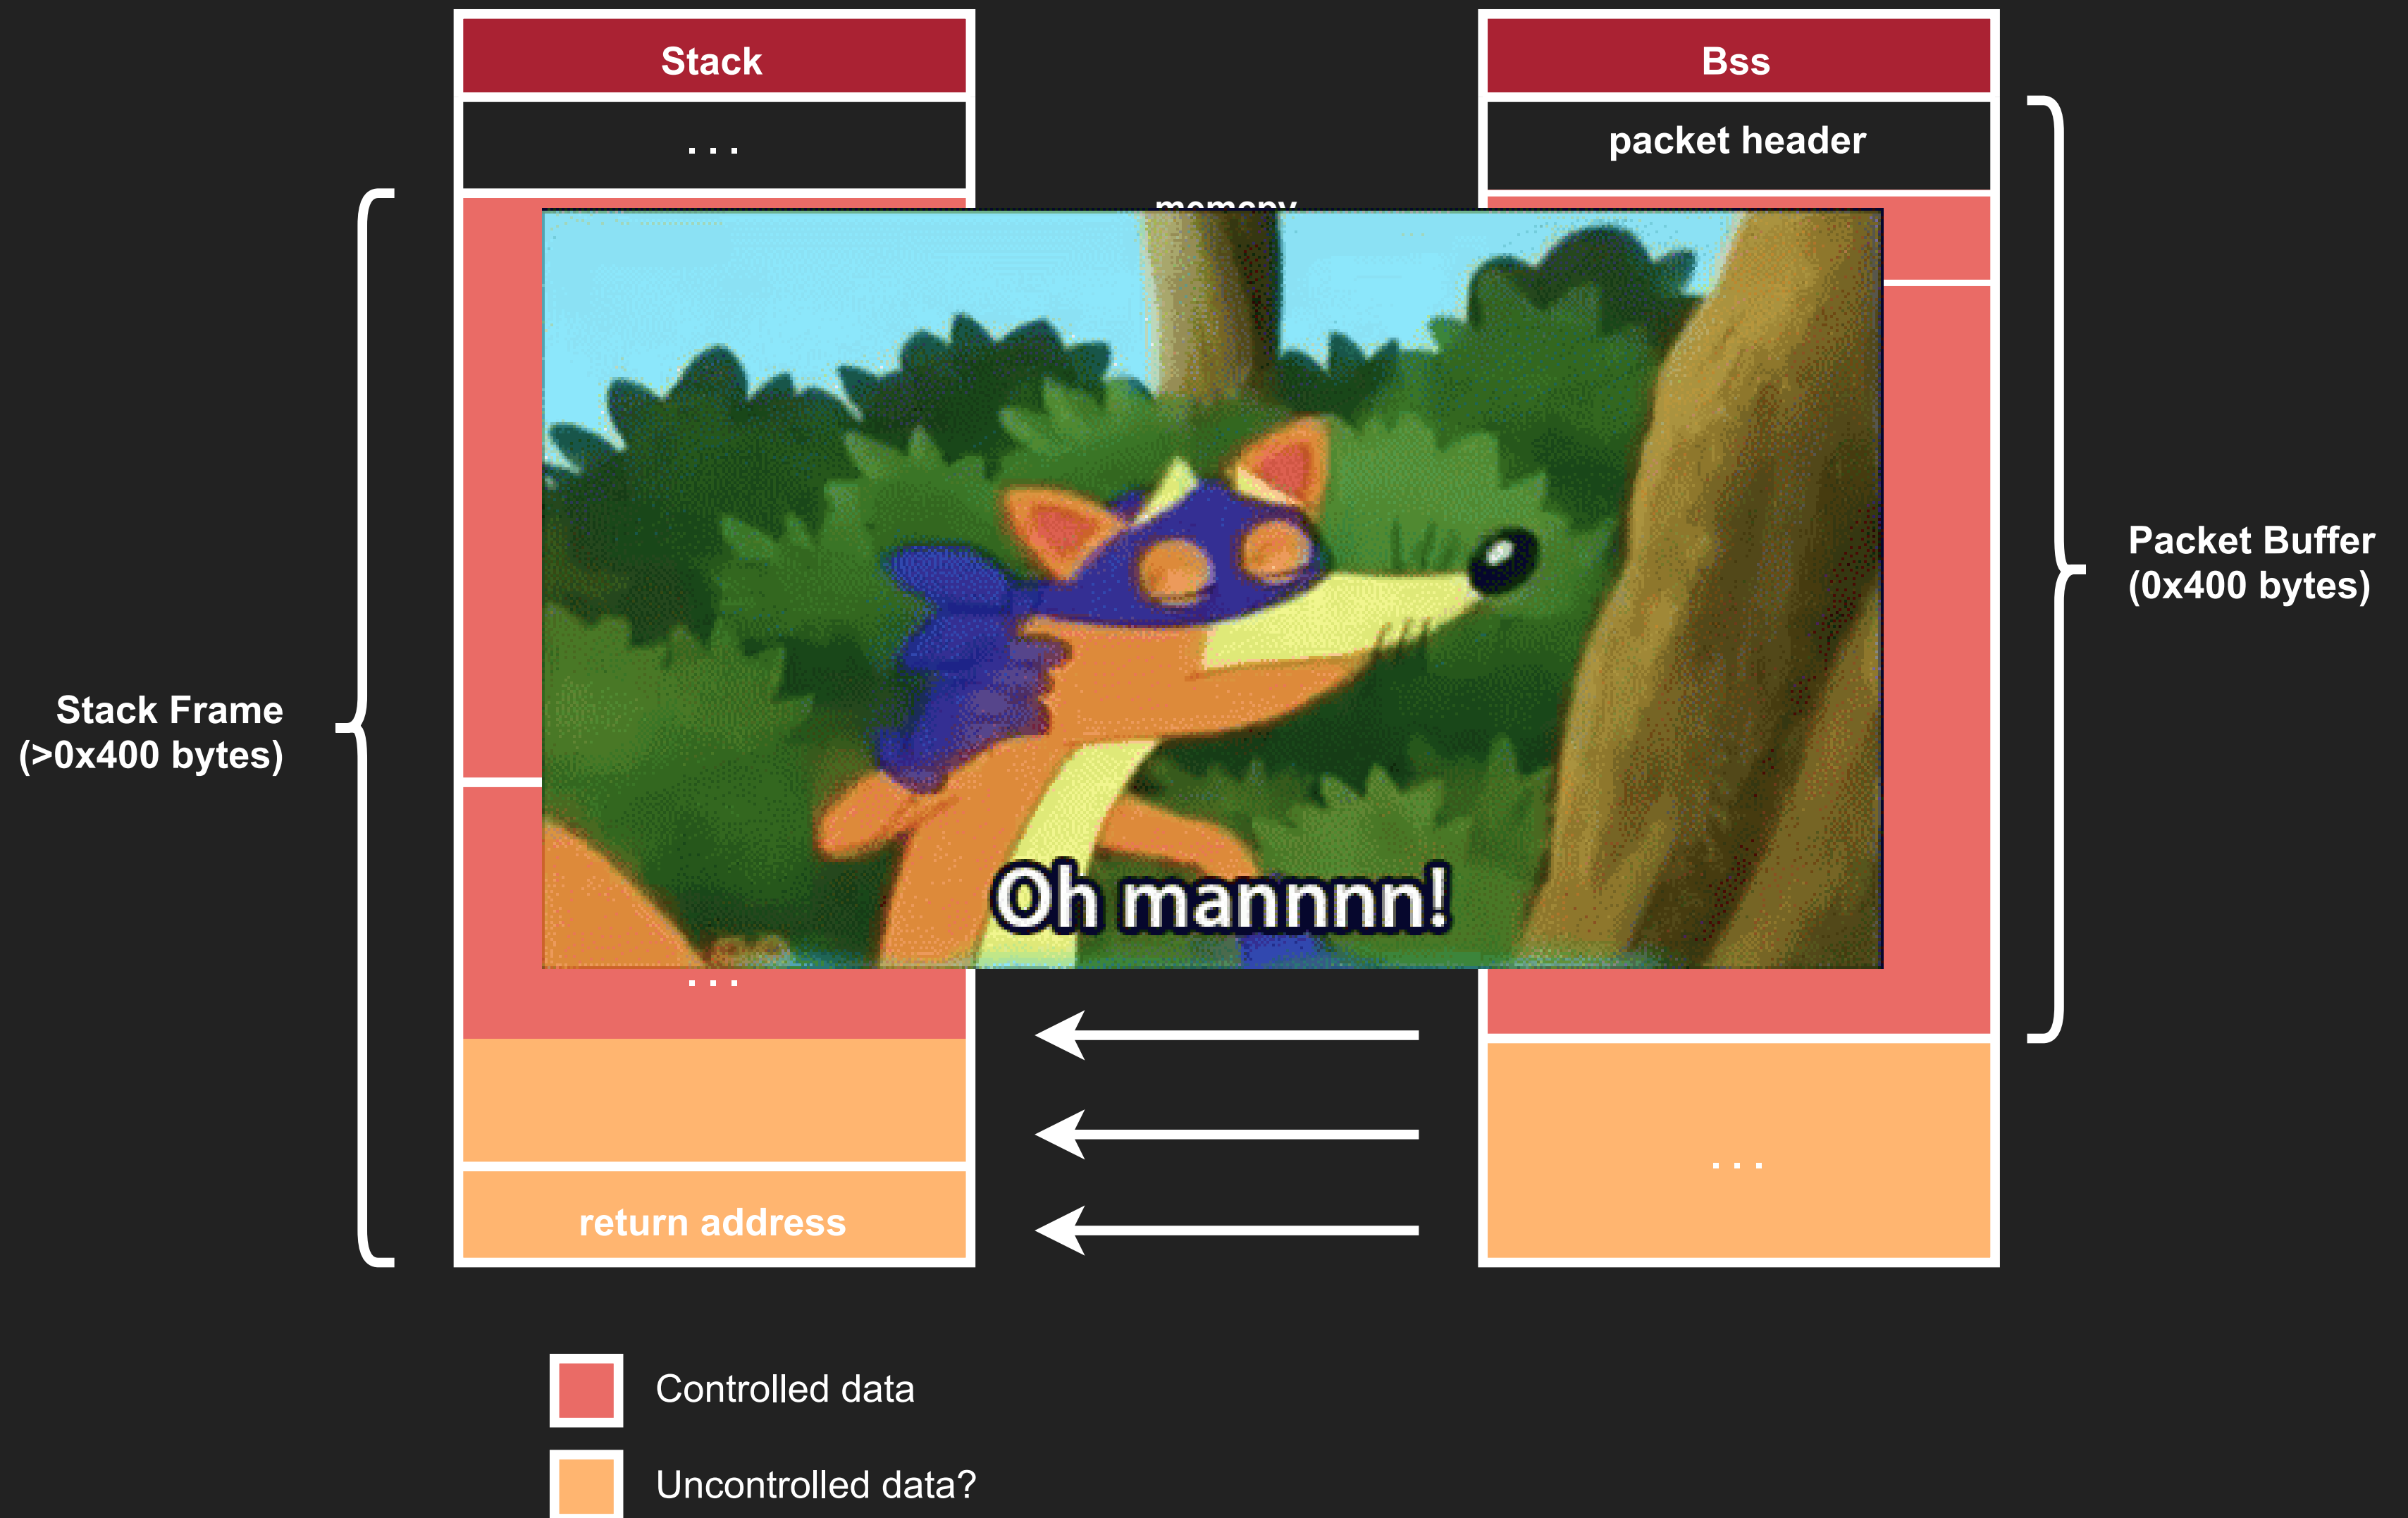 Stack
Bss
...
packet header
memcpy
Packet Buffer
(0x400 bytes)
Stack Frame
(>0x400 bytes)
Oh mannnn!
...
...
return address
Controlled data
Uncontrolled data?